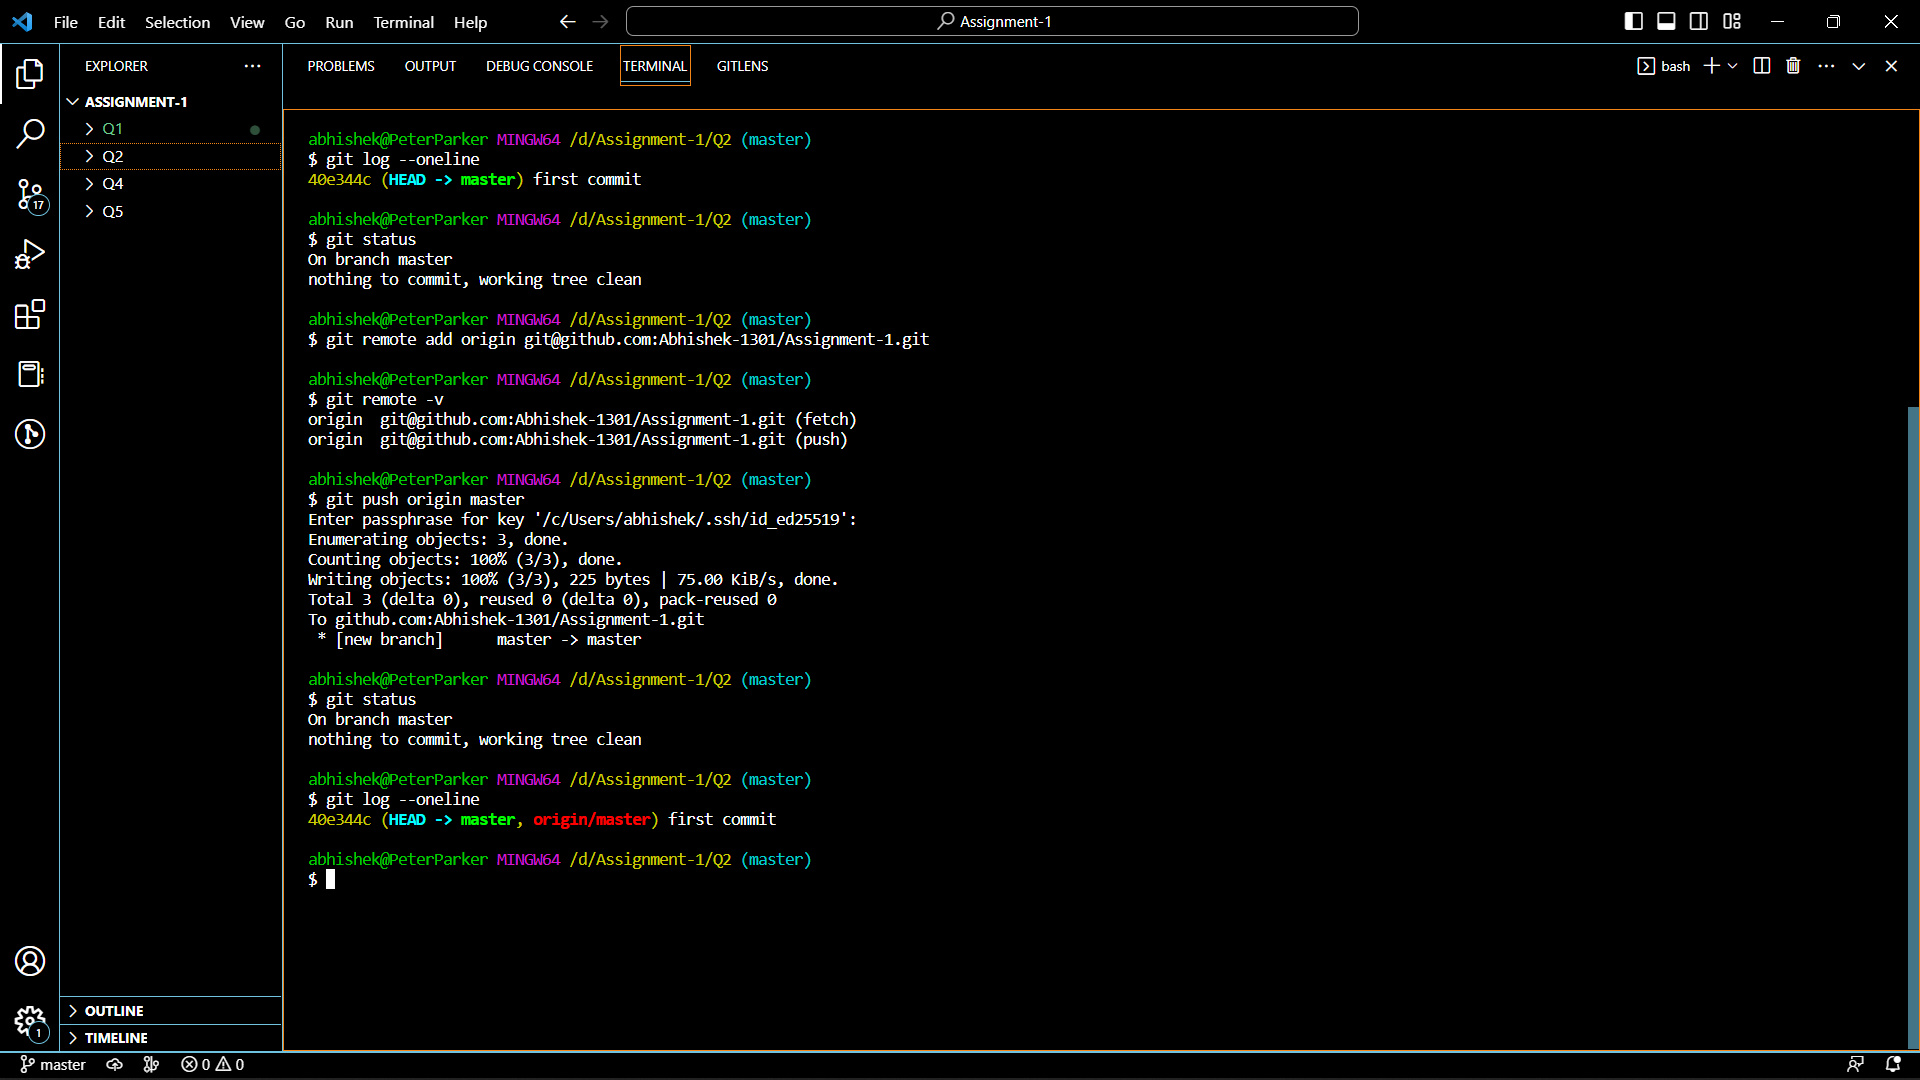 File Edit Selection View Go Run Terminal Help
Assignment-1
EXPLORER
ASSIGNMENT-1
Q1
Q2
Q4
Q5
17
1
OUTLINE
TIMELINE
PROBLEMS OUTPUT DEBUG CONSOLE TERMINAL GITLENS
bash
abhishek@PeterParker MINGW64 /d/Assignment-1/Q2 (master)
$ git log --oneline
40e344c (HEAD -> master) first commit
abhishek@PeterParker MINGW64 /d/Assignment-1/Q2 (master)
$ git status
On branch master
nothing to commit, working tree clean
abhishek@PeterParker MINGW64 /d/Assignment-1/Q2 (master)
$ git remote add origin git@github.com:Abhishek-1301/Assignment-1.git
abhishek@PeterParker MINGW64 /d/Assignment-1/Q2 (master)
$ git remote -v
origin  git@github.com:Abhishek-1301/Assignment-1.git (fetch)
origin  git@github.com:Abhishek-1301/Assignment-1.git (push)
abhishek@PeterParker MINGW64 /d/Assignment-1/Q2 (master)
$ git push origin master
Enter passphrase for key '/c/Users/abhishek/.ssh/id_ed25519':
Enumerating objects: 3, done.
Counting objects: 100% (3/3), done.
Writing objects: 100% (3/3), 225 bytes | 75.00 KiB/s, done.
Total 3 (delta 0), reused 0 (delta 0), pack-reused 0
To github.com:Abhishek-1301/Assignment-1.git
 * [new branch]      master -> master
abhishek@PeterParker MINGW64 /d/Assignment-1/Q2 (master)
$ git status
On branch master
nothing to commit, working tree clean
abhishek@PeterParker MINGW64 /d/Assignment-1/Q2 (master)
$ git log --oneline
40e344c (HEAD -> master, origin/master) first commit
abhishek@PeterParker MINGW64 /d/Assignment-1/Q2 (master)
$
master 0 0